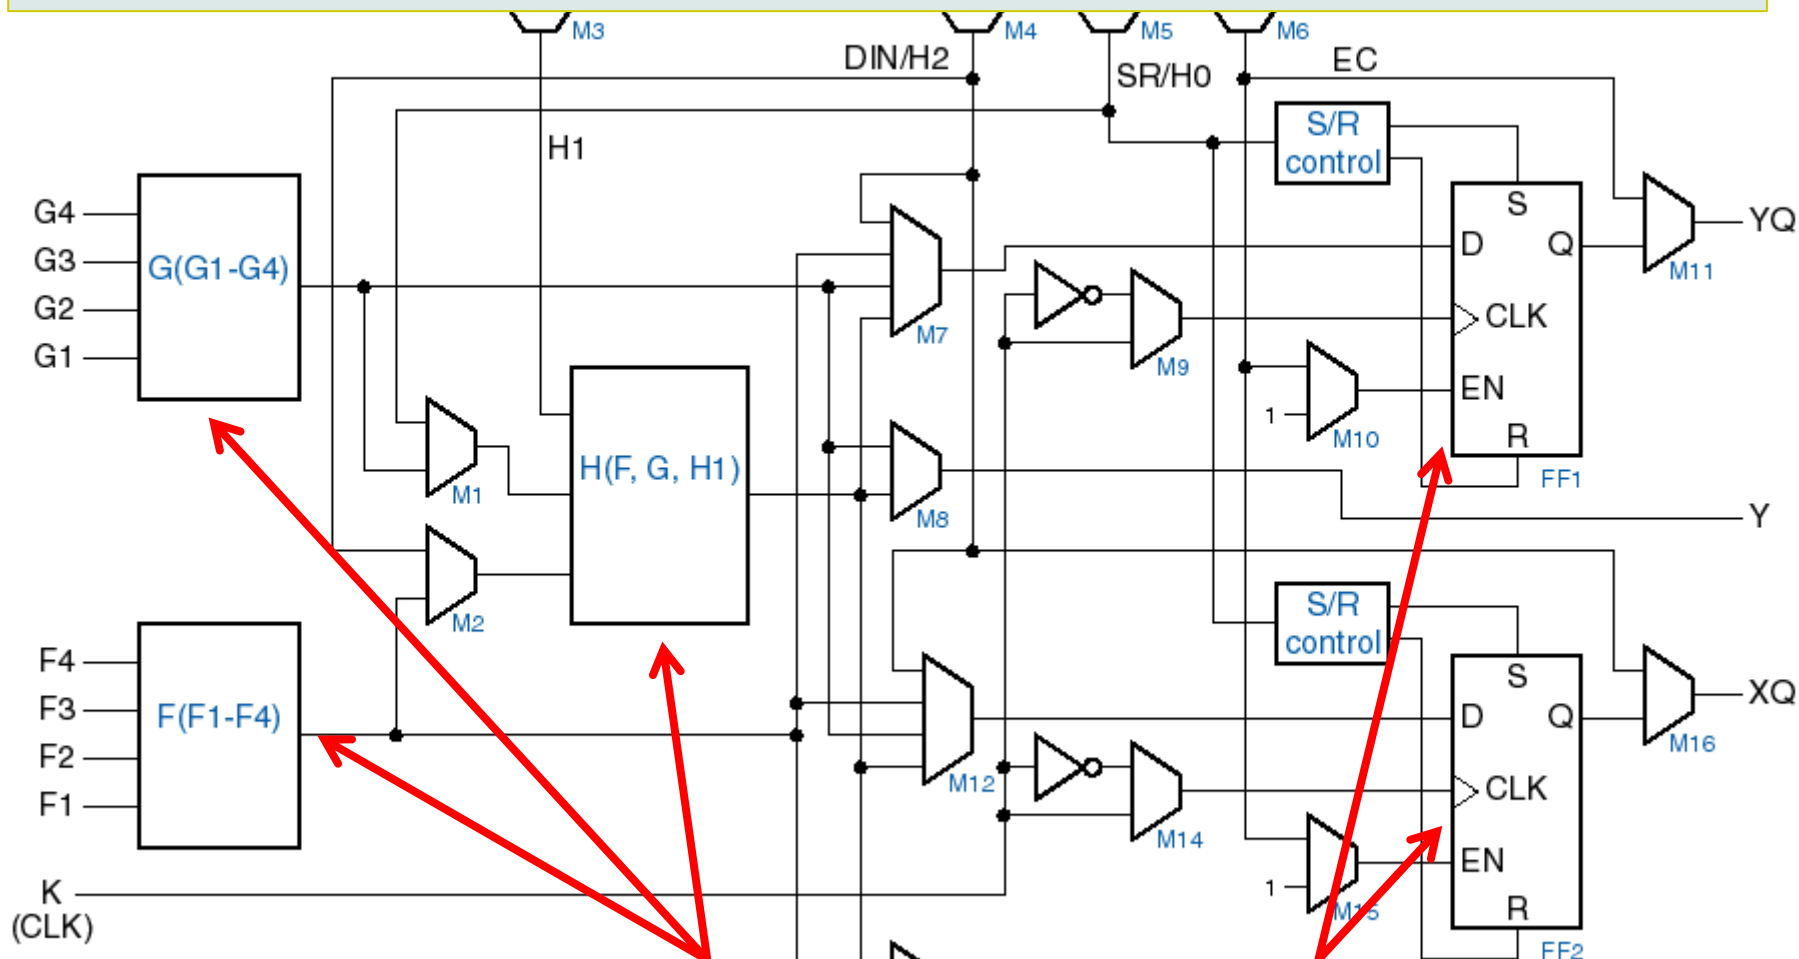 M3
M4
M5
M6
DIN/H2
SR/H0
EC
H1
S/R
control
G4
G3
G2
G1
G(G1-G4)
S
D
Q
CLK
EN
R
FF1
YQ
M11
M7
M9
1
M10
M1
H(F, G, H1)
M8
Y
M2
S/R
control
F4
F3
F2
F1
F(F1-F4)
S
D
Q
CLK
EN
R
FF2
XQ
M16
M12
M14
1
M15
K
(CLK)